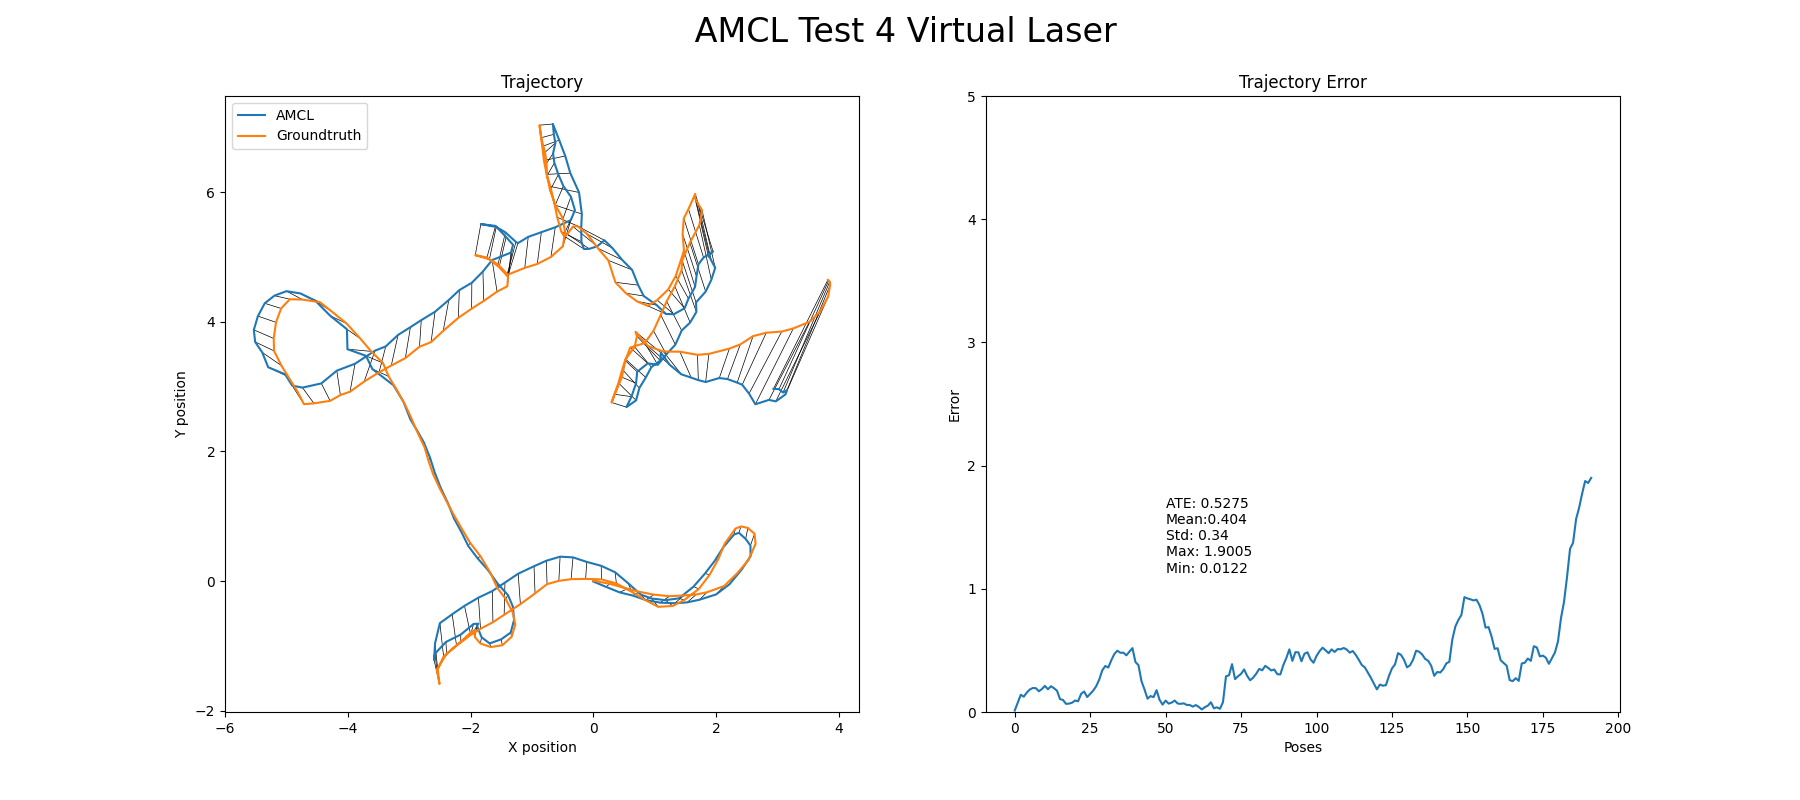 AMCL Test 4 Virtual Laser
Trajectory
AMCL
Groundtruth
6
4
2
0
−2
−6
−4
−2
0
2
4
X position
Y position
Trajectory Error
5
4
3
2
1
0
ATE: 0.5275
Mean:0.404
Std: 0.34
Max: 1.9005
Min: 0.0122
0
25
50
75
100
125
150
175
200
Poses
Error